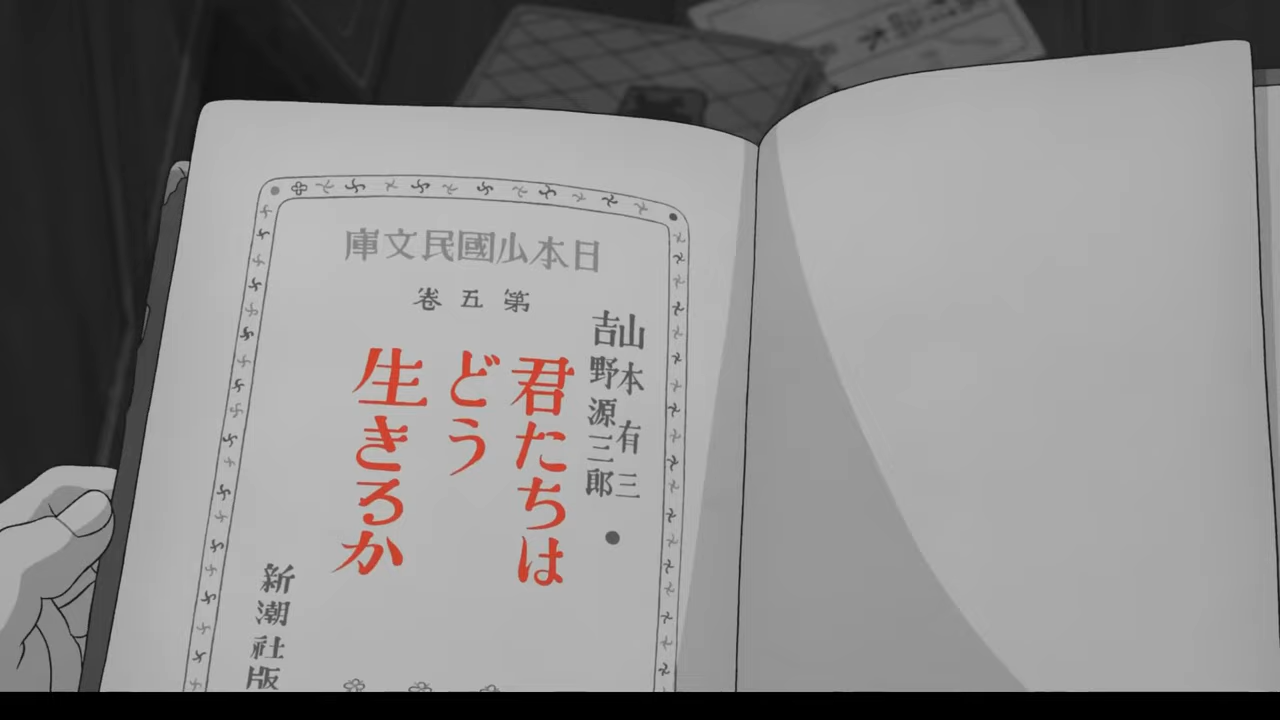 日本少國民文庫
第五卷
山本有三
吉野源三郎
君たちは
どう
生きるか
新潮社版